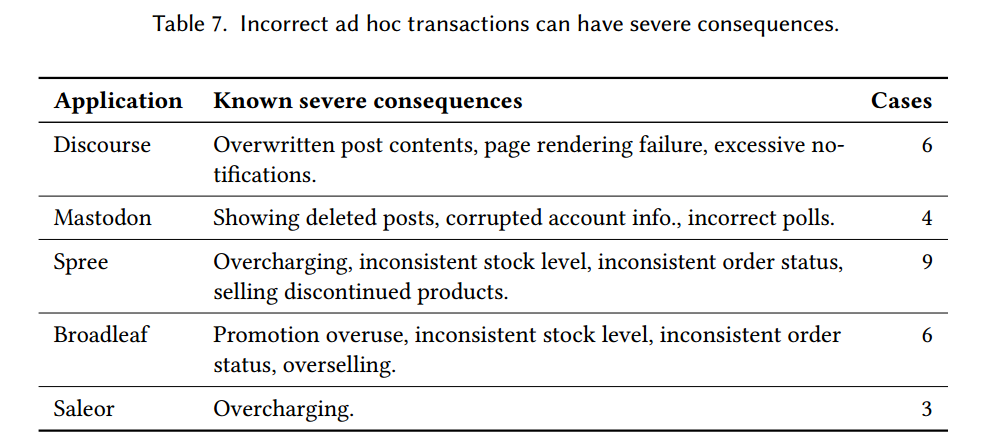 Table 7. Incorrect ad hoc transactions can have severe consequences.
Application Known severe consequences Cases
Discourse Overwritten post contents, page rendering failure, excessive no- 6
tifications.
Mastodon Showing deleted posts, corrupted account info., incorrect polls. 4
Spree Overcharging, inconsistent stock level, inconsistent order status, 9
selling discontinued products.
Broadleaf Promotion overuse, inconsistent stock level, inconsistent order 6
status, overselling.
Saleor Overcharging. 3